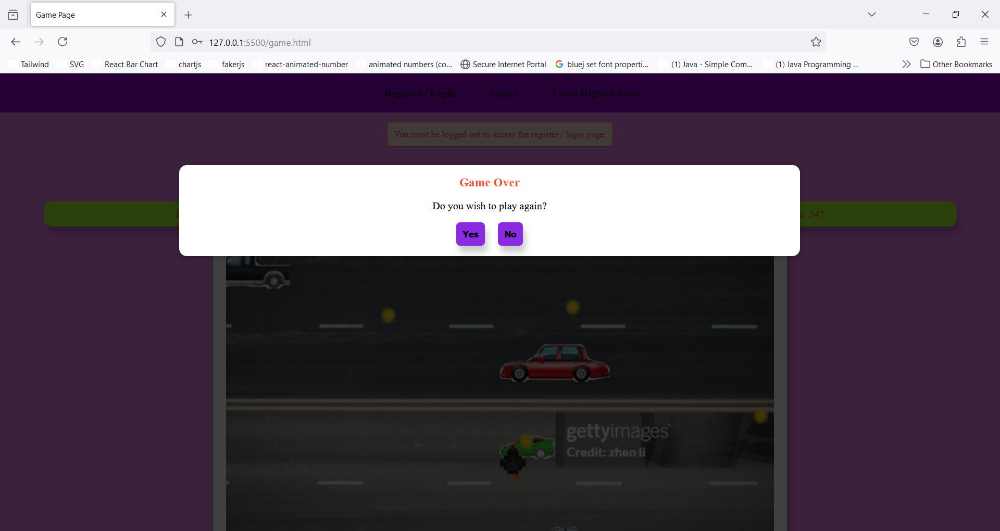 Game Page
127.0.0.1:5500/game.html
Tailwind SVG React Bar Chart chartjs fakerjs react-animated-number animated numbers (co... Secure Internet Portal bluej set font properti... (1) Java - Simple Com... (1) Java Programming ... Other Bookmarks
Register / Login Game Users Highest Score
You must be logged out to access the register / login page.
Game Over
Do you wish to play again?
: 247
Yes No
gettyimages
Credit: zhen li